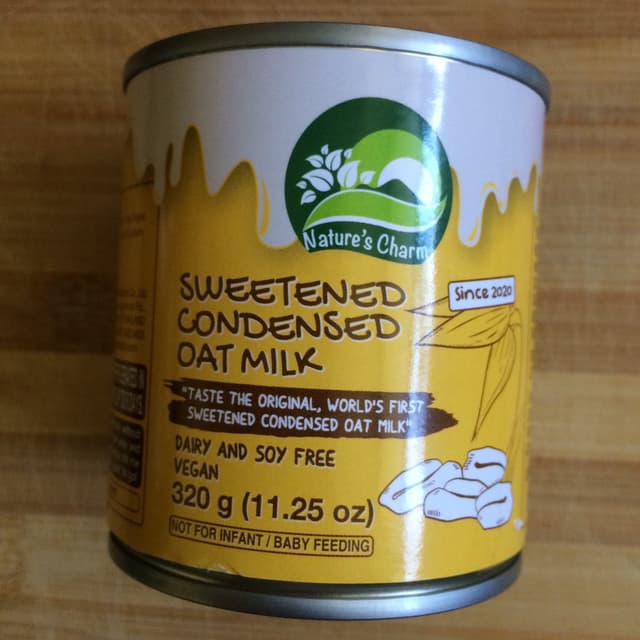 Nature's Charm
SWEETENED
CONDENSED
OAT MILK
Since 2020
"TASTE THE ORIGINAL, WORLD'S FIRST
SWEETENED CONDENSED OAT MILK"
DAIRY AND SOY FREE
VEGAN
320 g (11.25 oz)
NOT FOR INFANT / BABY FEEDING